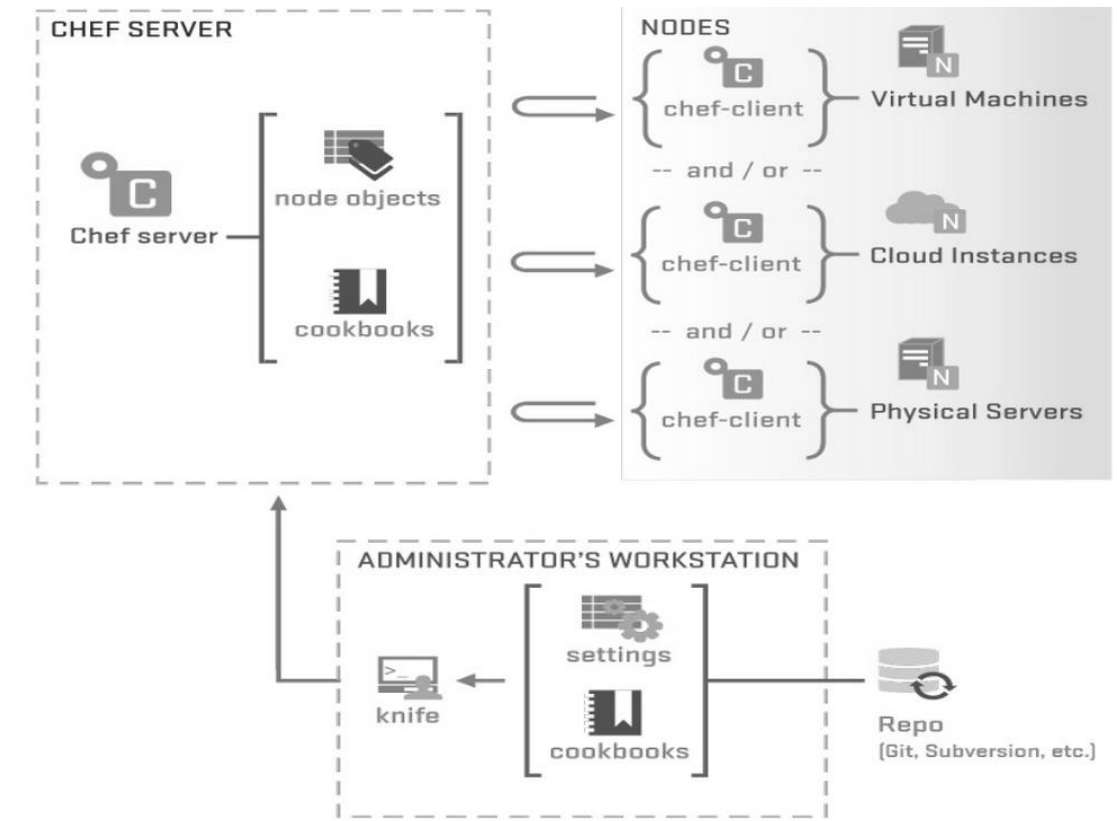 CHEF SERVER
C
Chef server
node objects
cookbooks
NODES
C
chef-client
N
Virtual Machines
-- and / or --
C
chef-client
N
Cloud Instances
-- and / or --
C
chef-client
N
Physical Servers
ADMINISTRATOR'S WORKSTATION
>_
knife
settings
cookbooks
Repo
(Git, Subversion, etc.)